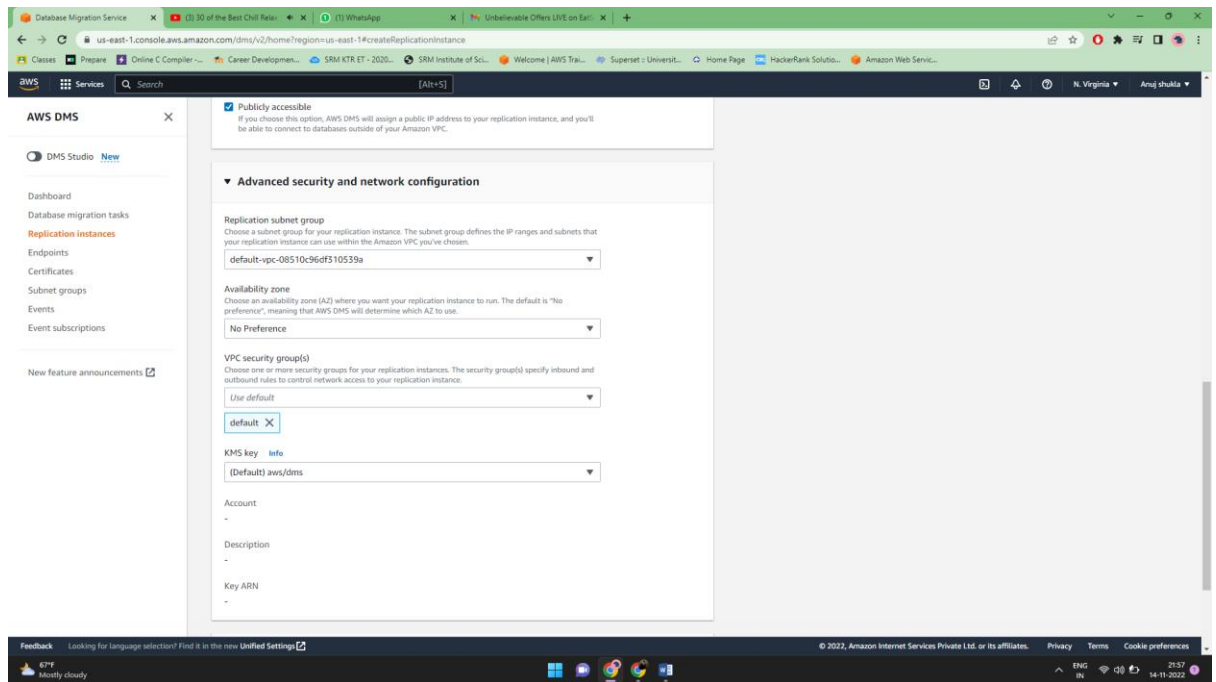 Database Migration Service
(3) 30 of the Best Chill Relax
(1) WhatsApp
Unbelievable Offers LIVE on Earl
us-east-1.console.aws.amazon.com/dms/v2/home?region=us-east-1#createReplicationInstance
Classes Prepare Online C Compiler -... Career Developmen... SRM KTR ET - 2020... SRM Institute of Sci... Welcome | AWS Trai... Superset :: Universit... Home Page HackerRank Solutio... Amazon Web Servic...
aws Services Search [Alt+S] N. Virginia Anuj shukla
AWS DMS
DMS Studio New
Dashboard
Database migration tasks
Replication instances
Endpoints
Certificates
Subnet groups
Events
Event subscriptions
New feature announcements
Publicly accessible
If you choose this option, AWS DMS will assign a public IP address to your replication instance, and you'll
be able to connect to databases outside of your Amazon VPC.
Advanced security and network configuration
Replication subnet group
Choose a subnet group for your replication instance. The subnet group defines the IP ranges and subnets that
your replication instance can use within the Amazon VPC you've chosen.
default-vpc-08510c96df310539a
Availability zone
Choose an availability zone (AZ) where you want your replication instance to run. The default is "No
preference", meaning that AWS DMS will determine which AZ to use.
No Preference
VPC security group(s)
Choose one or more security groups for your replication instances. The security group(s) specify inbound and
outbound rules to control network access to your replication instance.
Use default
default
KMS key Info
(Default) aws/dms
Account
-
Description
-
Key ARN
-
Feedback Looking for language selection? Find it in the new Unified Settings © 2022, Amazon Internet Services Private Ltd. or its affiliates. Privacy Terms Cookie preferences
67°F
Mostly cloudy
ENG
IN
21:57
14-11-2022